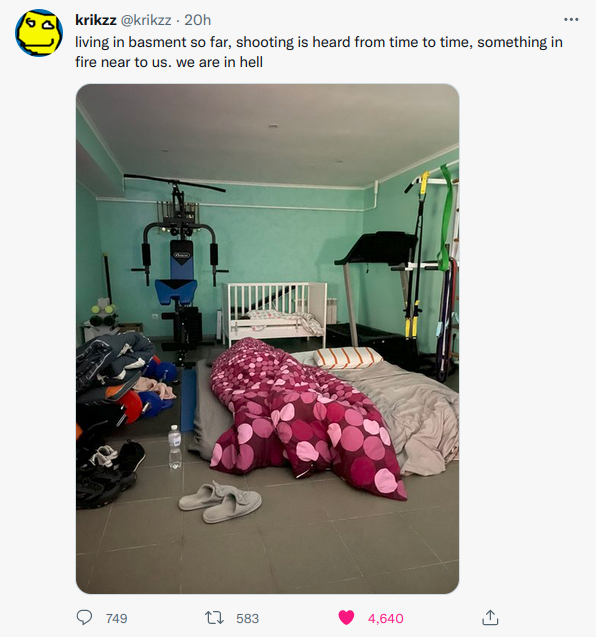 krikzz @krikzz · 20h
living in basment so far, shooting is heard from time to time, something in
fire near to us. we are in hell
749
583
4,640